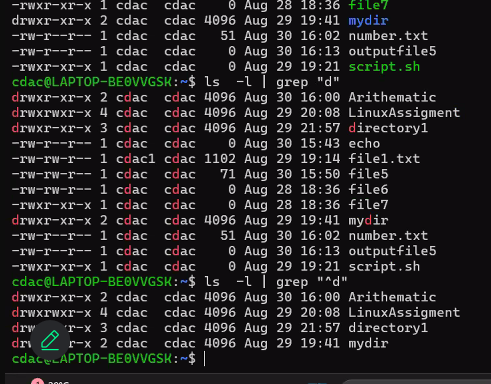 -rwxr-xr-x 1 cdac  cdac     0 Aug 28 18:36 file7
drwxr-xr-x 2 cdac  cdac  4096 Aug 29 19:41 mydir
-rw-r--r-- 1 cdac  cdac    51 Aug 30 16:02 number.txt
-rw-r--r-- 1 cdac  cdac     0 Aug 30 16:13 outputfile5
-rwxr-xr-x 1 cdac  cdac     0 Aug 29 19:21 script.sh
cdac@LAPTOP-BE0VVGSK:~$ ls  -l | grep "d"
drwxr-xr-x 2 cdac  cdac  4096 Aug 30 16:00 Arithematic
drwxrwxr-x 4 cdac  cdac  4096 Aug 29 20:08 LinuxAssigment
drwxr-xr-x 3 cdac  cdac  4096 Aug 29 21:57 directory1
-rw-rw-r-- 1 cdac  cdac     0 Aug 30 15:43 echo
-rw-rw-r-- 1 cdac1 cdac  1102 Aug 29 19:14 file1.txt
-rw-r--r-- 1 cdac  cdac    71 Aug 30 15:50 file5
-rw-rw-r-- 1 cdac  cdac     0 Aug 28 18:36 file6
-rwxr-xr-x 1 cdac  cdac     0 Aug 28 18:36 file7
drwxr-xr-x 2 cdac  cdac  4096 Aug 29 19:41 mydir
-rw-r--r-- 1 cdac  cdac    51 Aug 30 16:02 number.txt
-rw-r--r-- 1 cdac  cdac     0 Aug 30 16:13 outputfile5
-rwxr-xr-x 1 cdac  cdac     0 Aug 29 19:21 script.sh
cdac@LAPTOP-BE0VVGSK:~$ ls  -l | grep "^d"
drwxr-xr-x 2 cdac  cdac  4096 Aug 30 16:00 Arithematic
drwxrwxr-x 4 cdac  cdac  4096 Aug 29 20:08 LinuxAssigment
3 cdac  cdac  4096 Aug 29 21:57 directory1
2 cdac  cdac  4096 Aug 29 19:41 mydir
cdac@LAPTOP-BE0VVGSK:~$